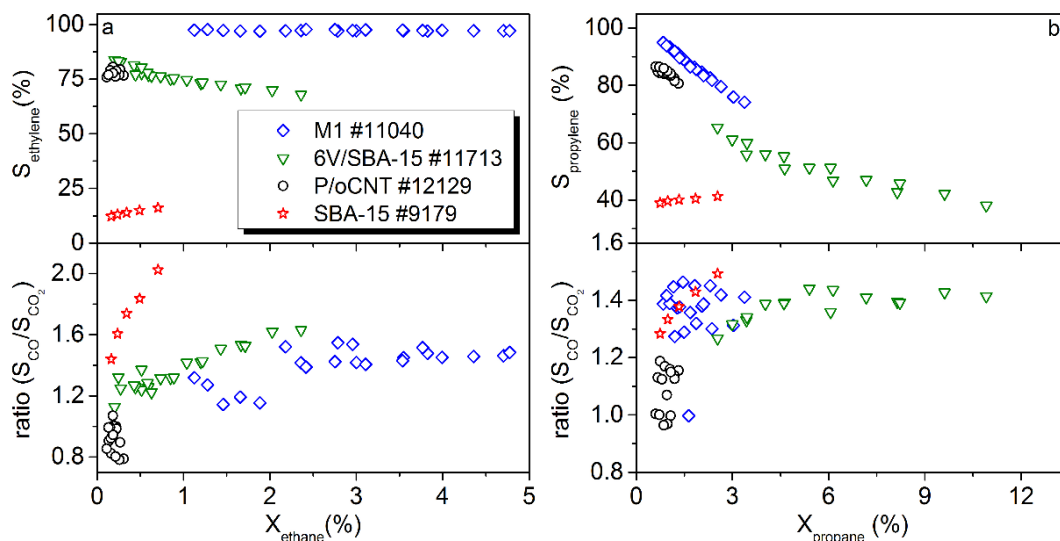 a
b
S_ethylene (%)
100
75
50
25
0
M1 #11040
6V/SBA-15 #11713
P/oCNT #12129
SBA-15 #9179
ratio (S_CO/S_CO₂)
2.0
1.6
1.2
0.8
0 1 2 3 4 5
X_ethane(%)
S_propylene (%)
100
80
60
40
1.6
ratio (S_CO/S_CO₂)
1.4
1.2
1.0
0.8
0 3 6 9 12
X_propane(%)